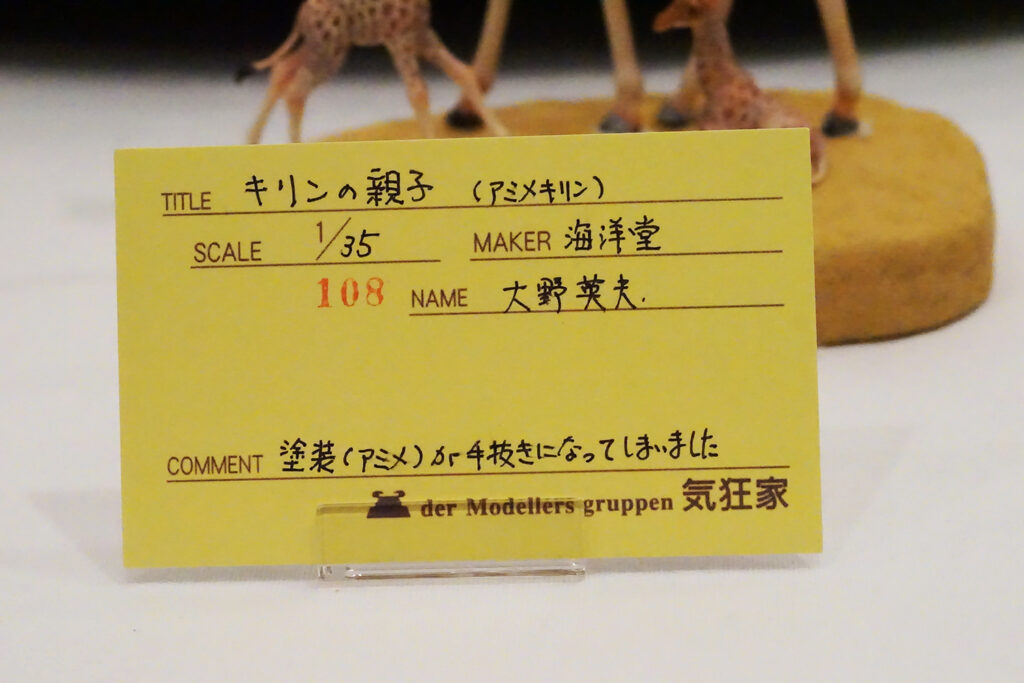 TITLE キリンの親子 (アミメキリン)
SCALE 1/35 MAKER 海洋堂
108 NAME 大野英夫.
COMMENT 塗装(アミメ)が手抜きになってしまいました
der Modellers gruppen 気狂家